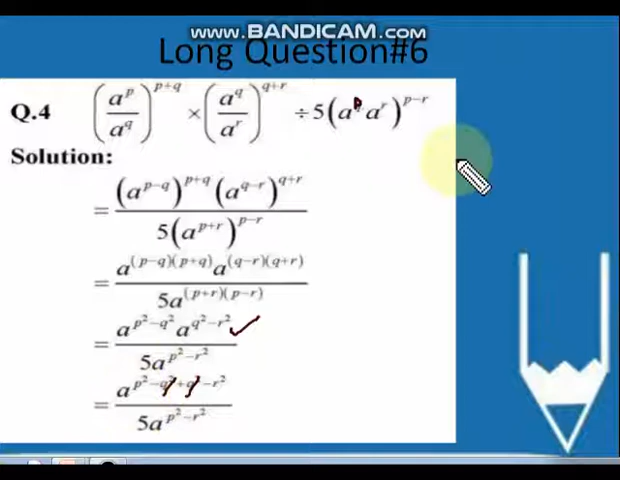 WWW.BANDICAM.COM
Long Question#6
Q.4 (a^p/a^q)^(p+q) × (a^q/a^r)^(q+r) ÷ 5(a^p a^r)^(p−r)
Solution:
= (a^(p−q))^(p+q) (a^(q−r))^(q+r) / 5(a^(p+r))^(p−r)
= a^((p−q)(p+q)) a^((q−r)(q+r)) / 5a^((p+r)(p−r))
= a^(p²−q²) a^(q²−r²) / 5a^(p²−r²)
= a^(p²−q²+q²−r²) / 5a^(p²−r²)